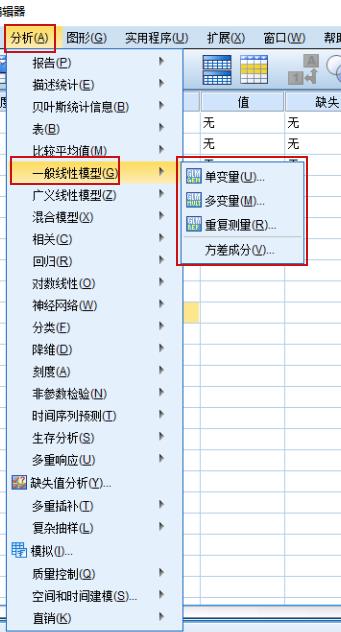 编辑器
分析(A) 图形(G) 实用程序(U) 扩展(X) 窗口(W) 帮助
报告(P)
描述统计(E)
贝叶斯统计信息(B)
表(B)
比较平均值(M)
一般线性模型(G)
广义线性模型(Z)
混合模型(X)
相关(C)
回归(R)
对数线性(O)
神经网络(W)
分类(F)
降维(D)
刻度(A)
非参数检验(N)
时间序列预测(T)
生存分析(S)
多重响应(U)
缺失值分析(Y)...
多重插补(T)
复杂抽样(L)
模拟(I)...
质量控制(Q)
空间和时间建模(S)...
直销(K)
值 缺失
无 无
无 无
单变量(U)...
多变量(M)...
重复测量(R)...
方差成分(V)...